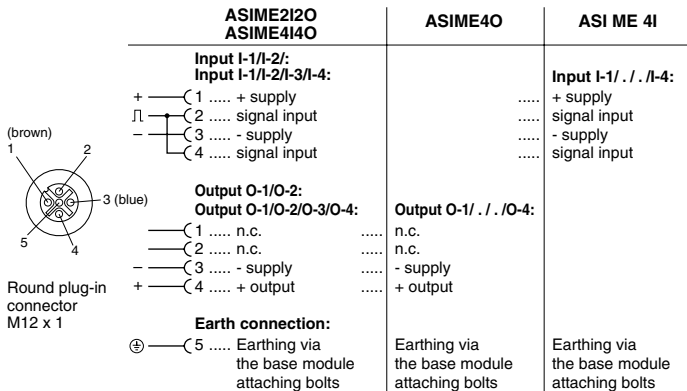 ASIME2I2O ASIME4O ASI ME 4I
ASIME4I4O
Input I-1/I-2/:
Input I-1/I-2/I-3/I-4: Input I-1/ . / . /I-4:
+ 1 ..... + supply ..... + supply
2 ..... signal input ..... signal input
– 3 ..... - supply ..... - supply
4 ..... signal input ..... signal input
(brown)
1 2
3 (blue)
5 4
Round plug-in
connector
M12 x 1
Output O-1/O-2:
Output O-1/O-2/O-3/O-4: Output O-1/ . / . /O-4:
1 ..... n.c. ..... n.c.
2 ..... n.c. ..... n.c.
– 3 ..... - supply ..... - supply
+ 4 ..... + output ..... + output
Earth connection:
5 ..... Earthing via Earthing via Earthing via
the base module the base module the base module
attaching bolts attaching bolts attaching bolts